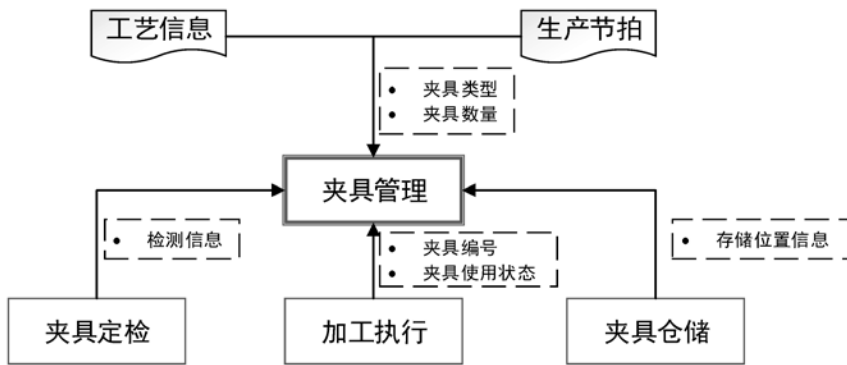 工艺信息
生产节拍
• 夹具类型
• 夹具数量
夹具管理
• 检测信息
• 夹具编号
• 夹具使用状态
• 存储位置信息
夹具定检
加工执行
夹具仓储